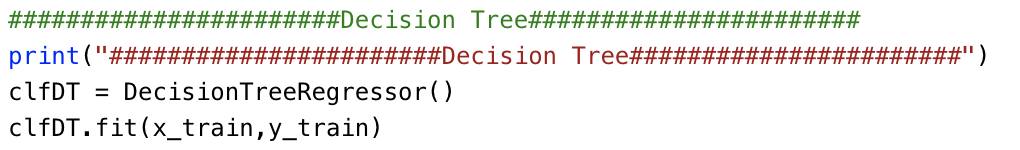 #######################Decision Tree#######################
print("#######################Decision Tree#######################")
clfDT = DecisionTreeRegressor()
clfDT.fit(x_train,y_train)